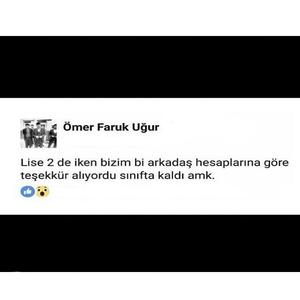 Ömer Faruk Uğur
Lise 2 de iken bizim bi arkadaş hesaplarına göre
teşekkür alıyordu sınıfta kaldı amk.